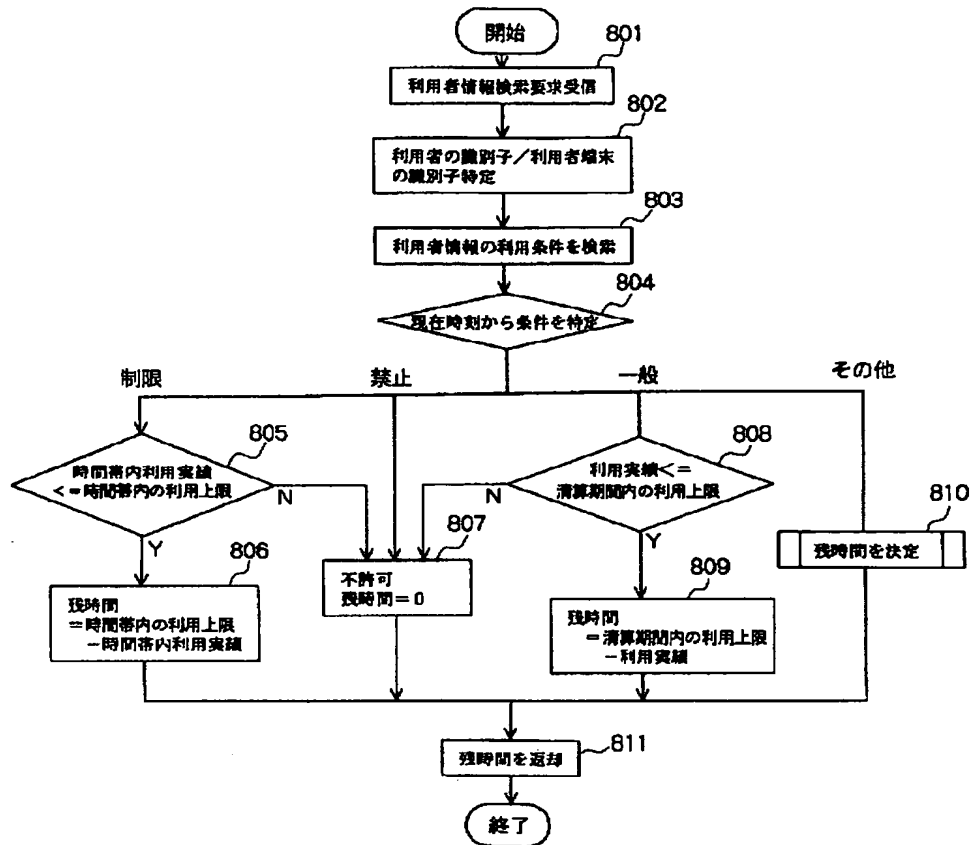 開始
801
利用者情報検索要求受信
802
利用者の識別子／利用者端末
の識別子特定
803
利用者情報の利用条件を検索
804
現在時刻から条件を特定
制限
禁止
一般
その他
805
時間帯内利用実績
<=時間帯内の利用上限
N
Y
808
利用実績<=
清算期間内の利用上限
N
Y
810
残時間を決定
806
残時間
=時間帯内の利用上限
-時間帯内利用実績
807
不許可
残時間=0
809
残時間
=清算期間内の利用上限
-利用実績
811
残時間を返却
終了